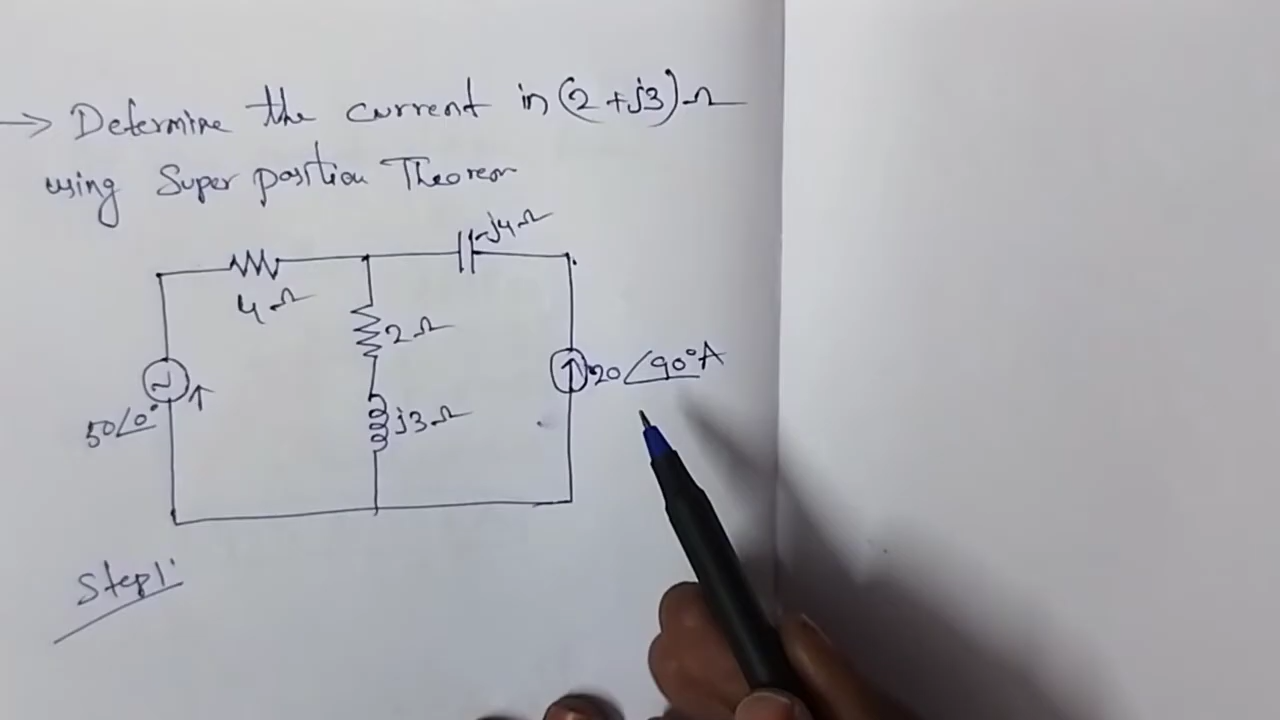 → Determine the current in (2+j3)Ω
using Super position Theorem
-j4Ω
4Ω
2Ω
20∠90°A
50∠0°
j3Ω
Step1: